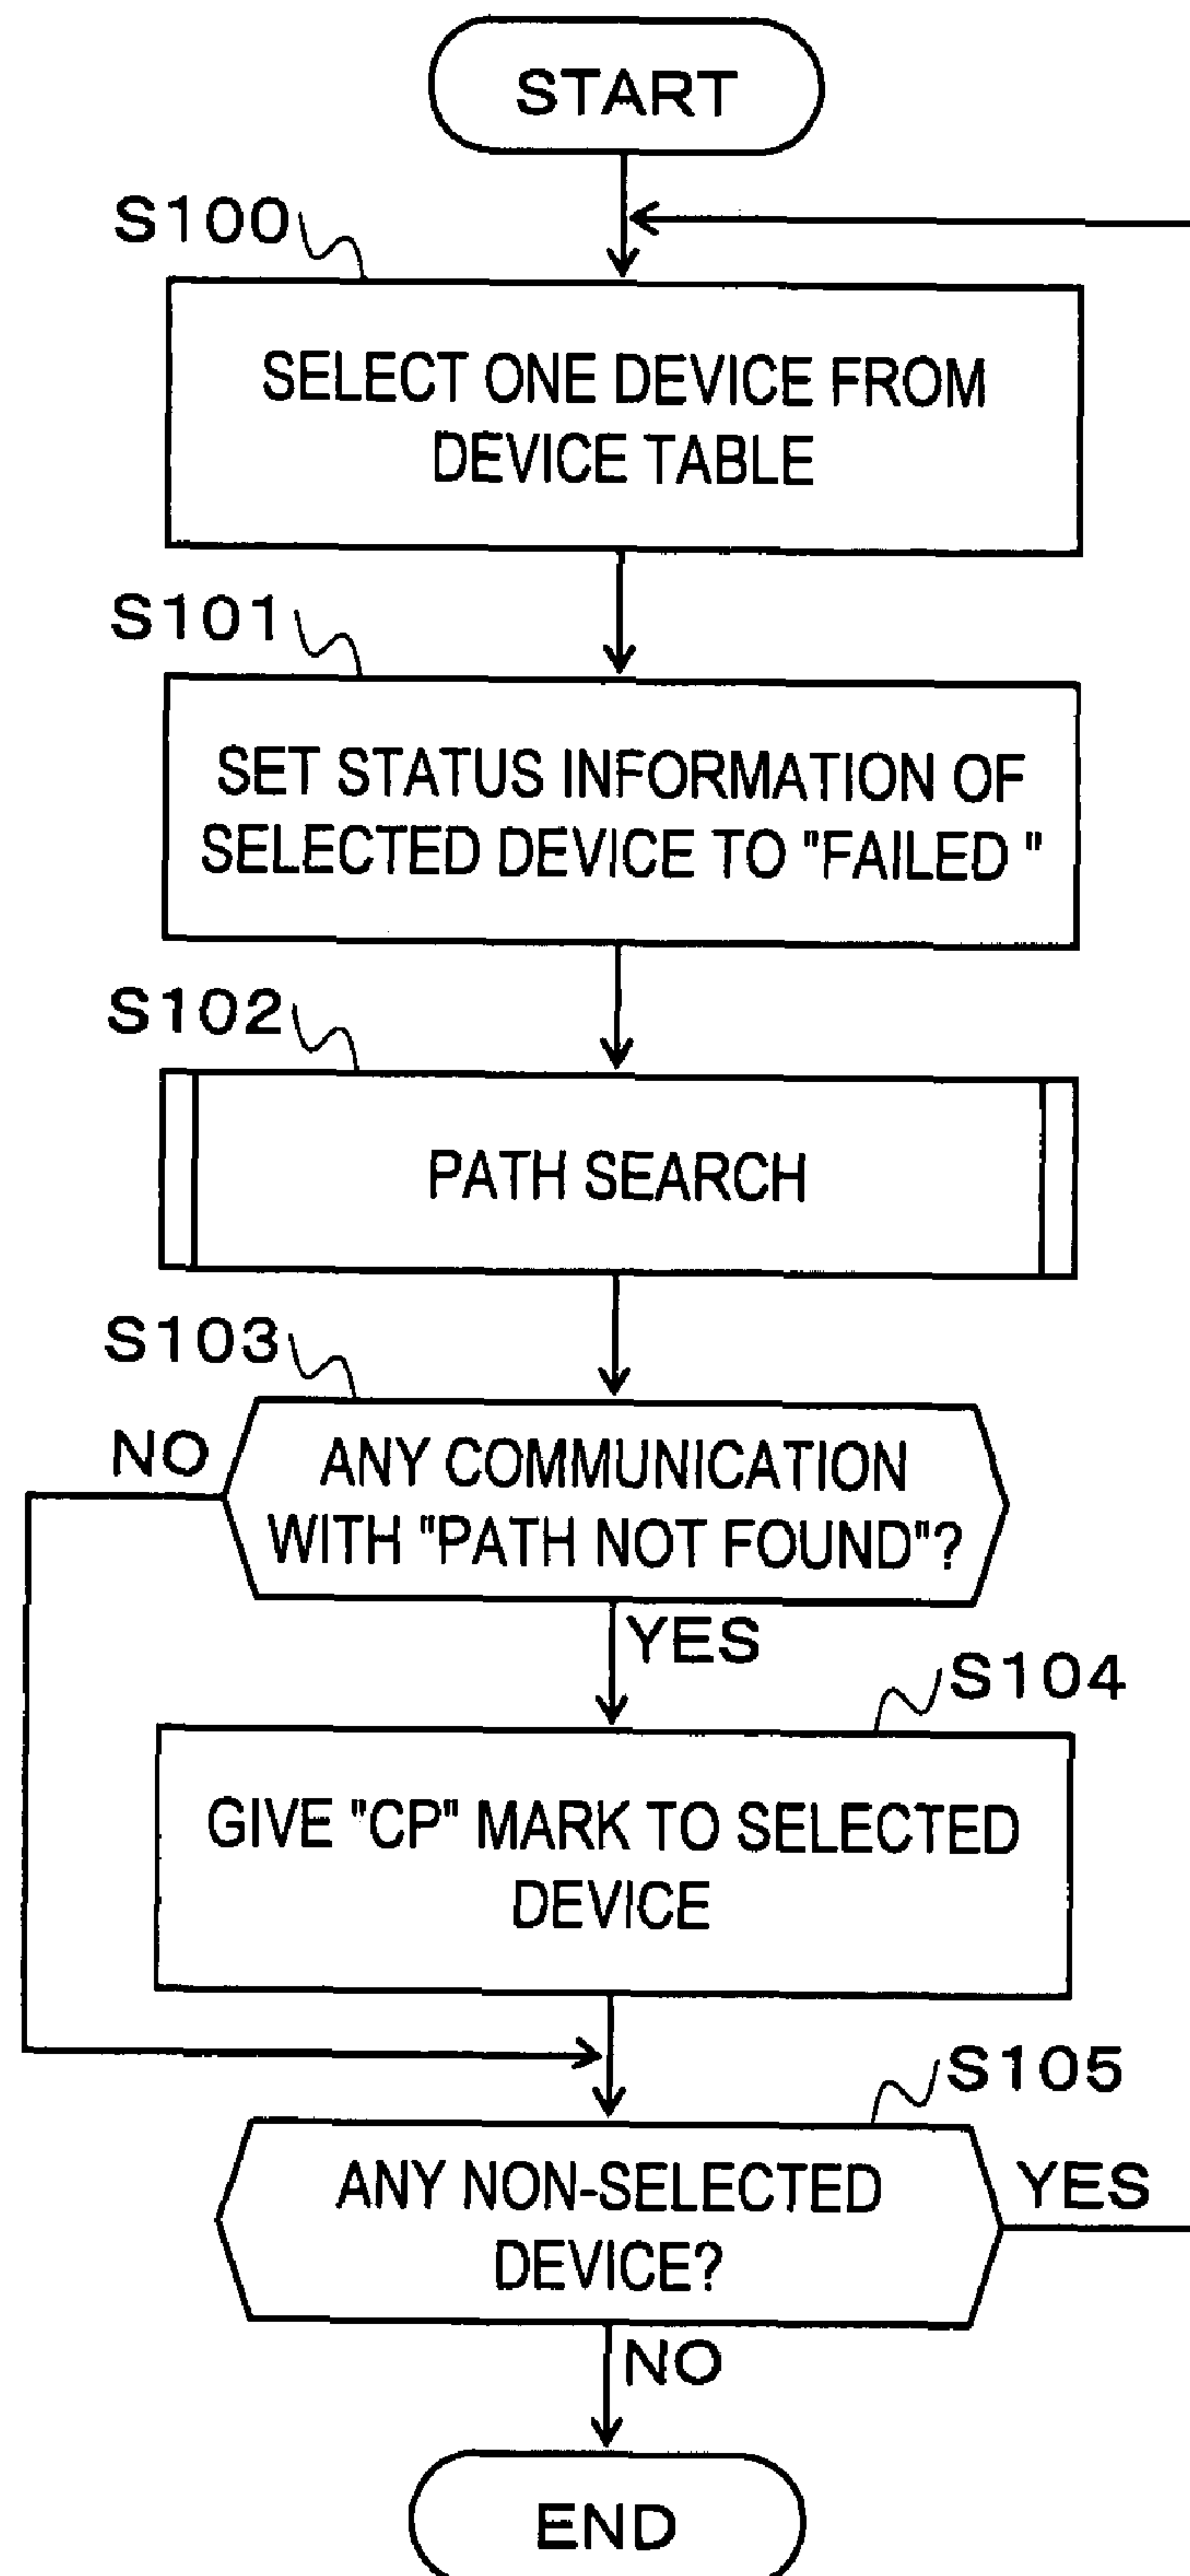 START
S100
SELECT ONE DEVICE FROM
DEVICE TABLE
S101
SET STATUS INFORMATION OF
SELECTED DEVICE TO "FAILED "
S102
PATH SEARCH
S103
NO
ANY COMMUNICATION
WITH "PATH NOT FOUND"?
YES
S104
GIVE "CP" MARK TO SELECTED
DEVICE
S105
ANY NON-SELECTED
DEVICE?
YES
NO
END